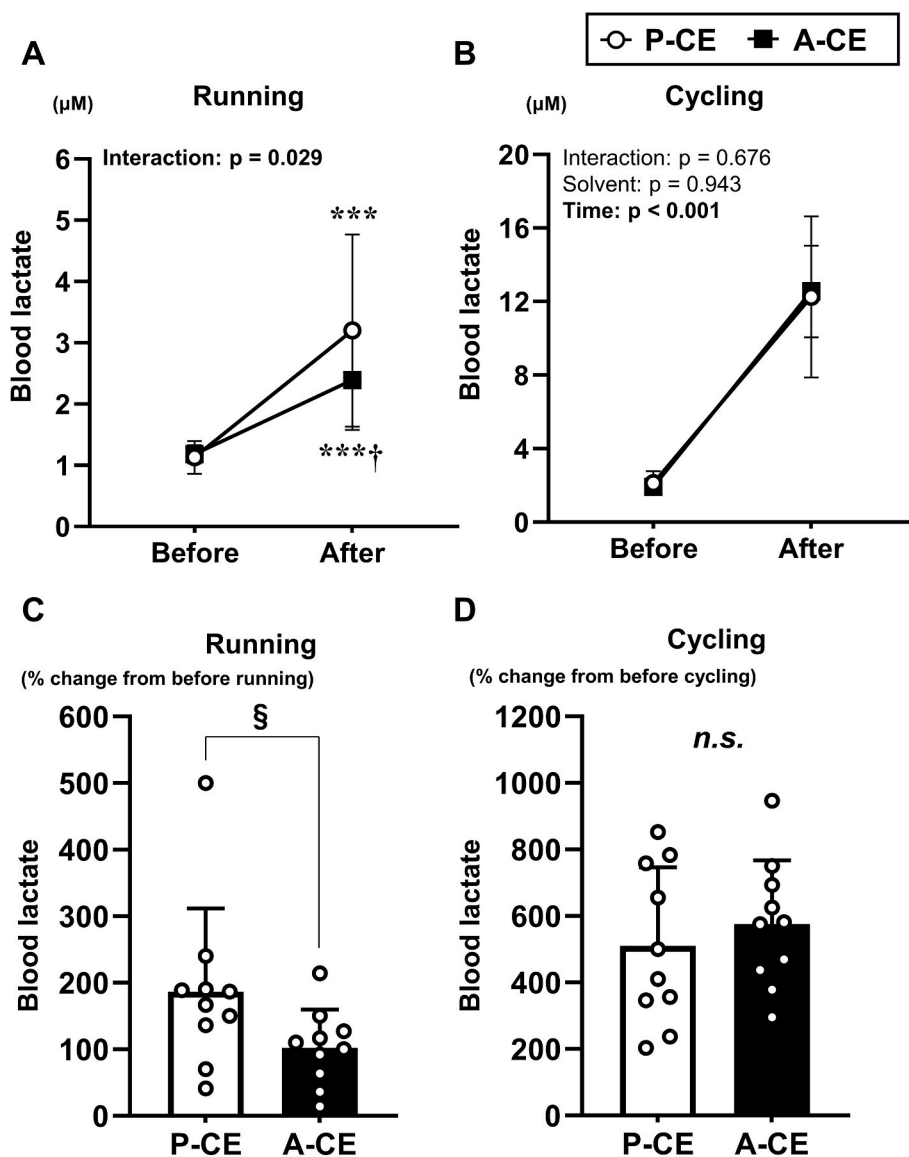 P-CE A-CE
A
Running
(µM)
Interaction: p = 0.029
6
5
4
3
2
1
0
Blood lactate
***
***†
Before After
B
Cycling
(µM)
Interaction: p = 0.676
Solvent: p = 0.943
Time: p < 0.001
20
16
12
8
4
0
Blood lactate
Before After
C
Running
(% change from before running)
600
500
400
300
200
100
0
Blood lactate
§
P-CE A-CE
D
Cycling
(% change from before cycling)
1200
1000
800
600
400
200
0
Blood lactate
n.s.
P-CE A-CE